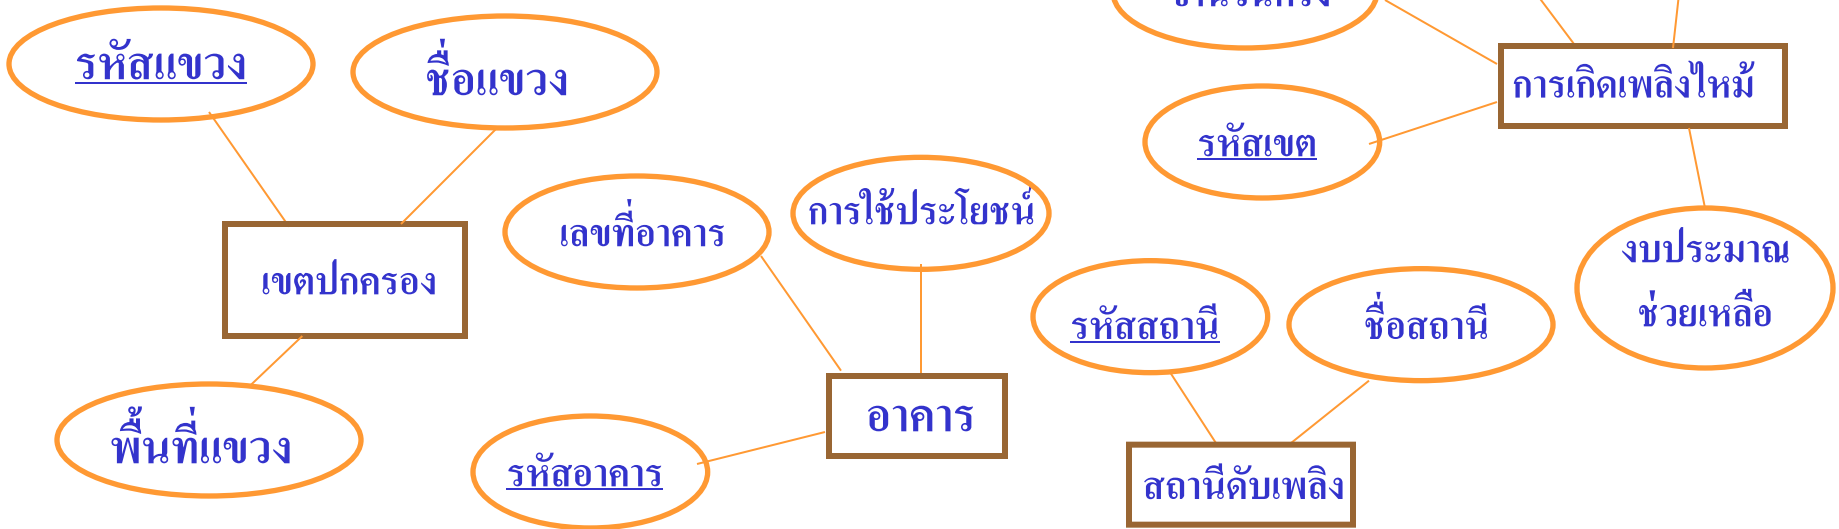 รหัสแขวง
ชื่อแขวง
การเกิดเพลิงไหม้
รหัสเขต
เลขที่อาคาร
การใช้ประโยชน์
งบประมาณ
ช่วยเหลือ
เขตปกครอง
รหัสสถานี
ชื่อสถานี
พื้นที่แขวง
อาคาร
รหัสอาคาร
สถานีดับเพลิง